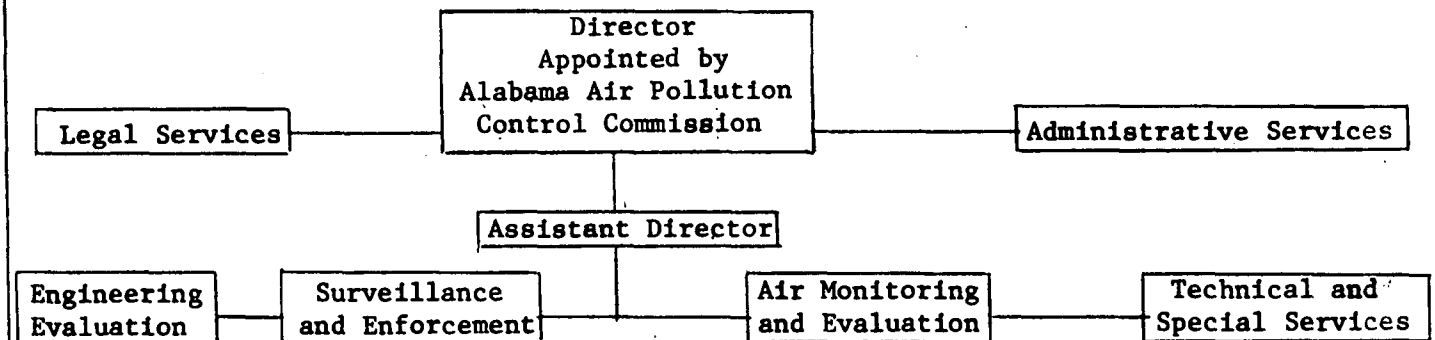 Director
Appointed by
Alabama Air Pollution
Control Commission
Legal Services
Administrative Services
Assistant Director
Engineering
Evaluation
Surveillance
and Enforcement
Air Monitoring
and Evaluation
Technical and
Special Services